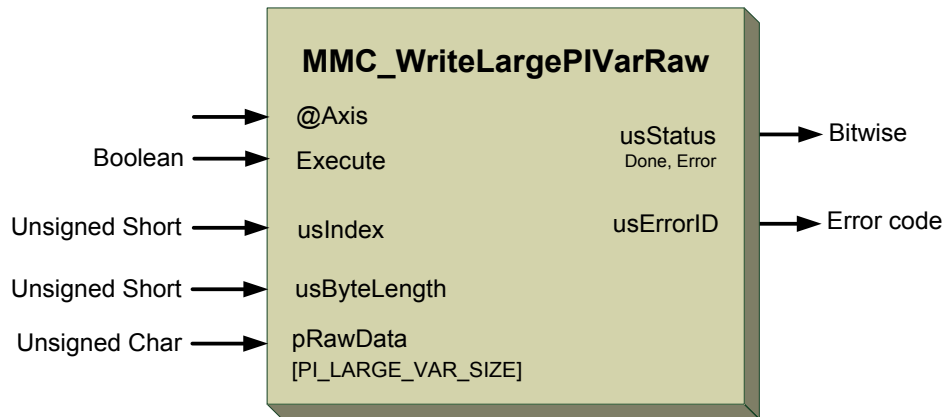 MMC_WriteLargePIVarRaw
@Axis
usStatus
Bitwise
Done, Error
Boolean
Execute
Unsigned Short
usIndex
usErrorID
Error code
Unsigned Short
usByteLength
Unsigned Char
pRawData
[PI_LARGE_VAR_SIZE]